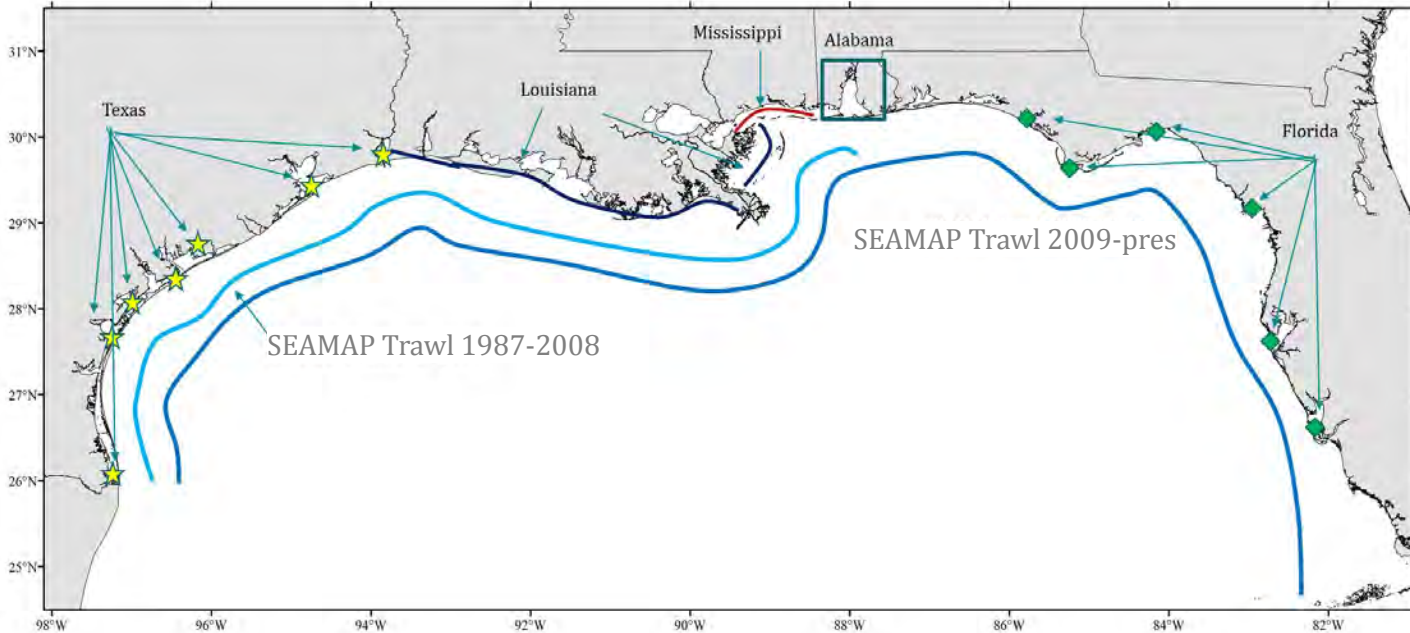 Mississippi
Alabama
Texas
Louisiana
Florida
SEAMAP Trawl 2009-pres
SEAMAP Trawl 1987-2008
31°N
30°N
29°N
28°N
27°N
26°N
25°N
98°W
96°W
94°W
92°W
90°W
88°W
86°W
84°W
82°W